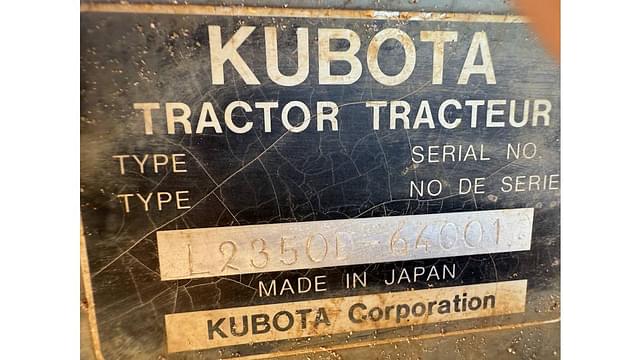 KUBOTA
TRACTOR TRACTEUR
TYPE SERIAL NO.
TYPE NO DE SERIE
L2350D-64001
MADE IN JAPAN
KUBOTA Corporation